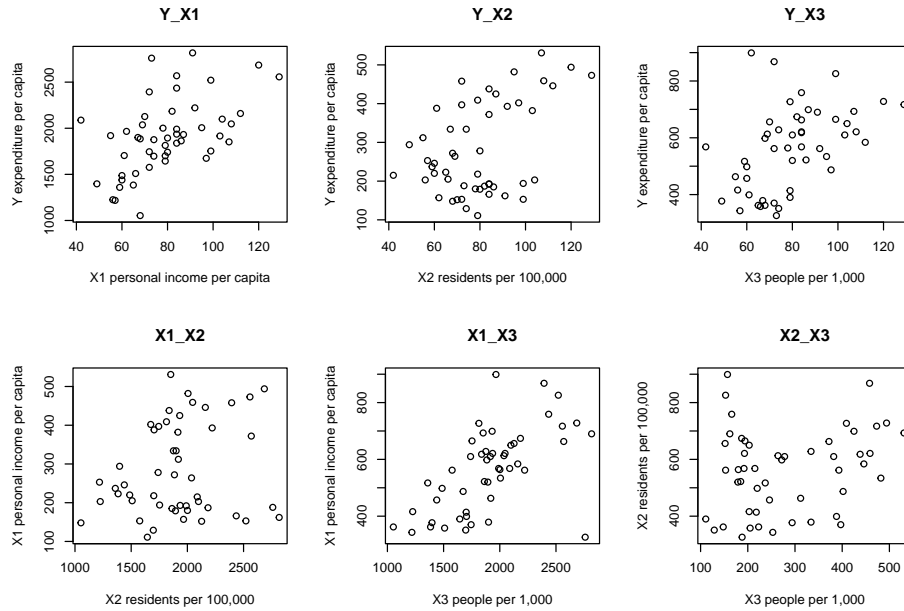 Y_X1
Y expenditure per capita
1000 1500 2000 2500
40 60 80 100 120
X1 personal income per capita
Y_X2
Y expenditure per capita
100 200 300 400 500
40 60 80 100 120
X2 residents per 100,000
Y_X3
Y expenditure per capita
400 600 800
40 60 80 100 120
X3 people per 1,000
X1_X2
X1 personal income per capita
100 200 300 400 500
1000 1500 2000 2500
X2 residents per 100,000
X1_X3
X1 personal income per capita
400 600 800
1000 1500 2000 2500
X3 people per 1,000
X2_X3
X2 residents per 100,000
400 600 800
100 200 300 400 500
X3 people per 1,000